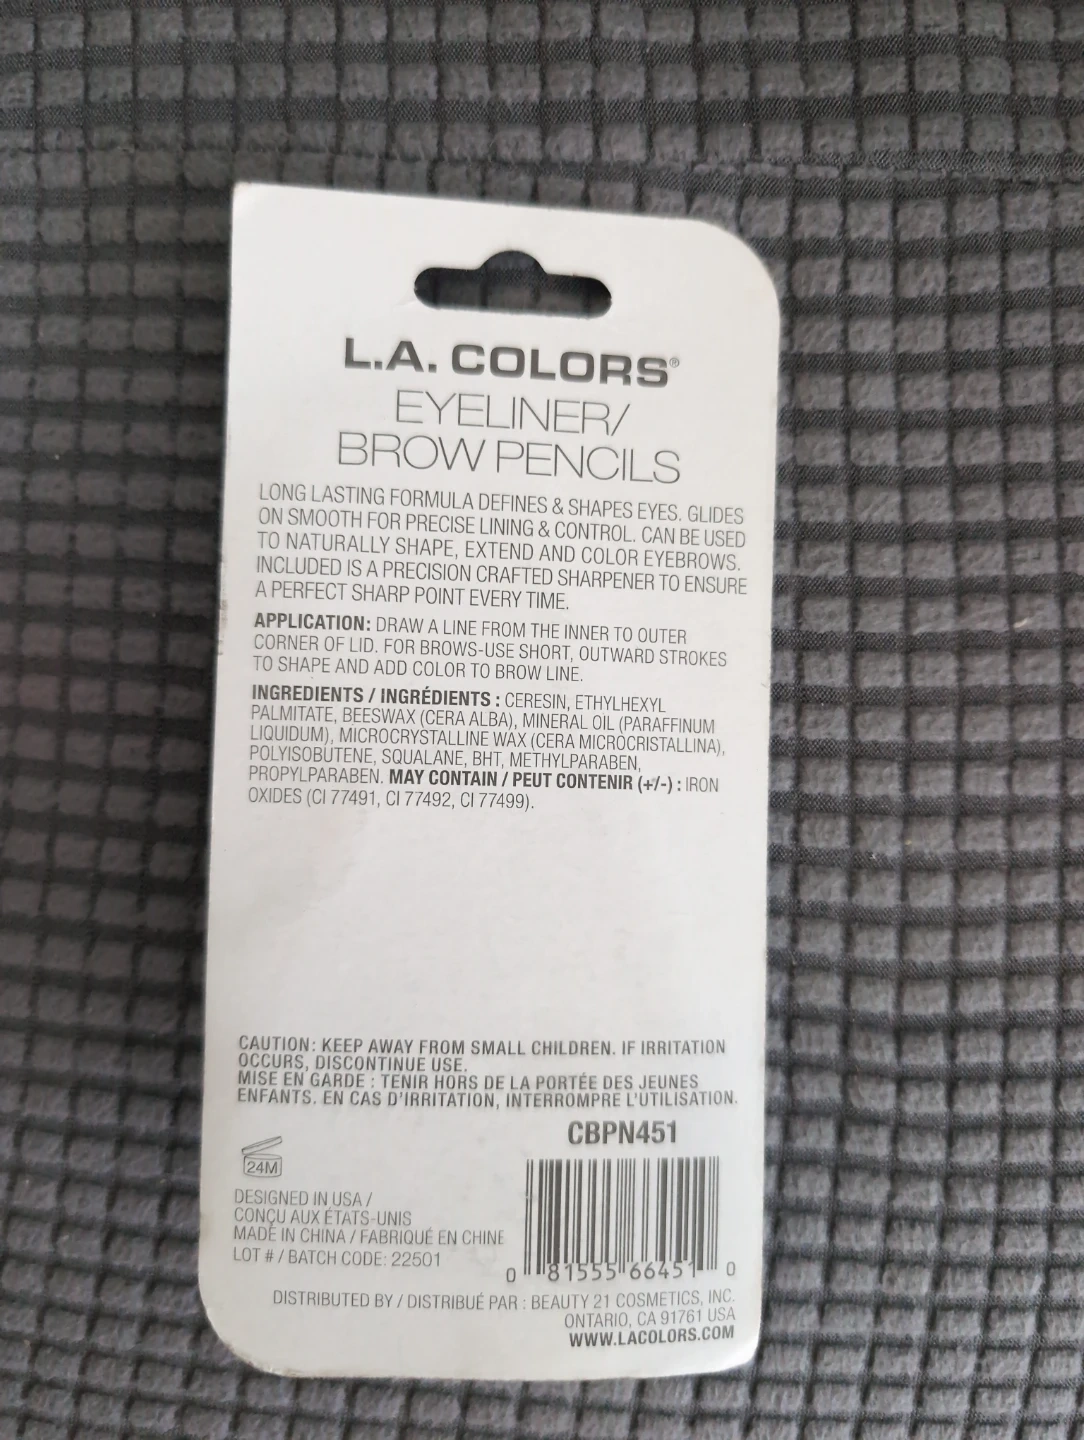 L.A. COLORS®
EYELINER/
BROW PENCILS
LONG LASTING FORMULA DEFINES & SHAPES EYES. GLIDES
ON SMOOTH FOR PRECISE LINING & CONTROL. CAN BE USED
TO NATURALLY SHAPE, EXTEND AND COLOR EYEBROWS.
INCLUDED IS A PRECISION CRAFTED SHARPENER TO ENSURE
A PERFECT SHARP POINT EVERY TIME.
APPLICATION: DRAW A LINE FROM THE INNER TO OUTER
CORNER OF LID. FOR BROWS-USE SHORT, OUTWARD STROKES
TO SHAPE AND ADD COLOR TO BROW LINE.
INGREDIENTS / INGRÉDIENTS : CERESIN, ETHYLHEXYL
PALMITATE, BEESWAX (CERA ALBA), MINERAL OIL (PARAFFINUM
LIQUIDUM), MICROCRYSTALLINE WAX (CERA MICROCRISTALLINA),
POLYISOBUTENE, SQUALANE, BHT, METHYLPARABEN,
PROPYLPARABEN. MAY CONTAIN / PEUT CONTENIR (+/-) : IRON
OXIDES (CI 77491, CI 77492, CI 77499).
CAUTION: KEEP AWAY FROM SMALL CHILDREN. IF IRRITATION
OCCURS, DISCONTINUE USE.
MISE EN GARDE : TENIR HORS DE LA PORTÉE DES JEUNES
ENFANTS. EN CAS D'IRRITATION, INTERROMPRE L'UTILISATION.
CBPN451
24M
DESIGNED IN USA /
CONÇU AUX ÉTATS-UNIS
MADE IN CHINA / FABRIQUÉ EN CHINE
LOT # / BATCH CODE: 22501
0 81555 66451 0
DISTRIBUTED BY / DISTRIBUÉ PAR : BEAUTY 21 COSMETICS, INC.
ONTARIO, CA 91761 USA
WWW.LACOLORS.COM